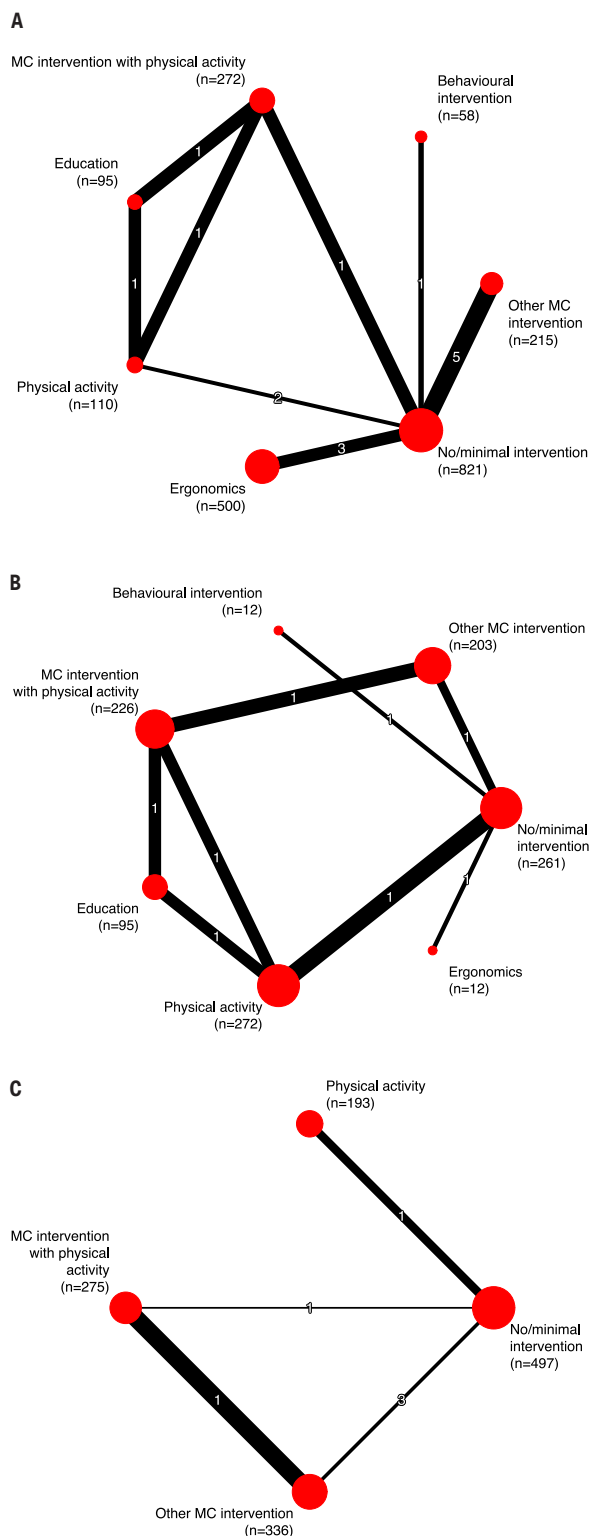 A
MC intervention with physical activity
(n=272)
Behavioural
intervention
(n=58)
1
Education
(n=95)
1
1
1
1
Other MC
intervention
(n=215)
5
Physical activity
(n=110)
2
No/minimal intervention
(n=821)
3
Ergonomics
(n=500)
B
Behavioural intervention
(n=12)
Other MC intervention
(n=203)
MC intervention
with physical activity
(n=226)
1
1
1
1
1
No/minimal
intervention
(n=261)
1
1
Education
(n=95)
1
Ergonomics
(n=12)
Physical activity
(n=272)
C
Physical activity
(n=193)
1
MC intervention
with physical
activity
(n=275)
1
No/minimal
intervention
(n=497)
1
3
Other MC intervention
(n=336)